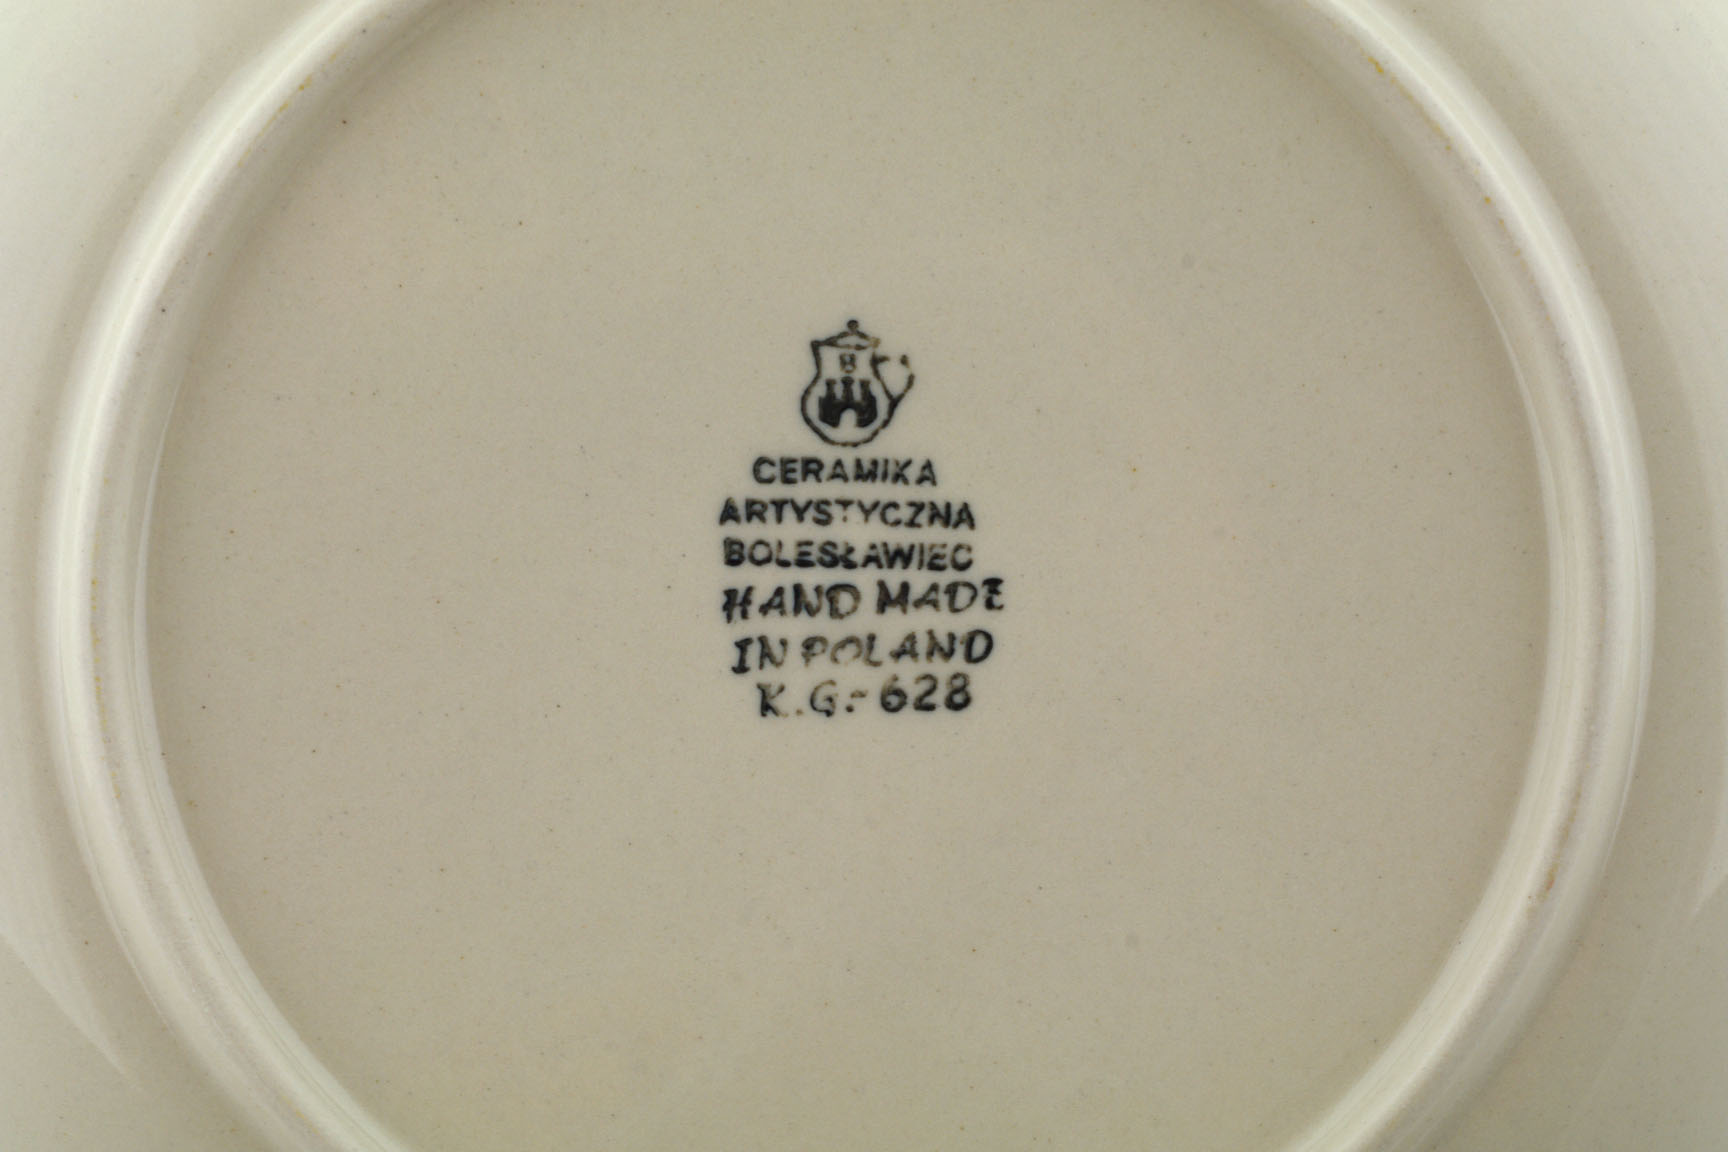 B
CERAMIKA
ARTYSTYCZNA
BOLESŁAWIEC
HAND MADE
IN POLAND
K.G.-628